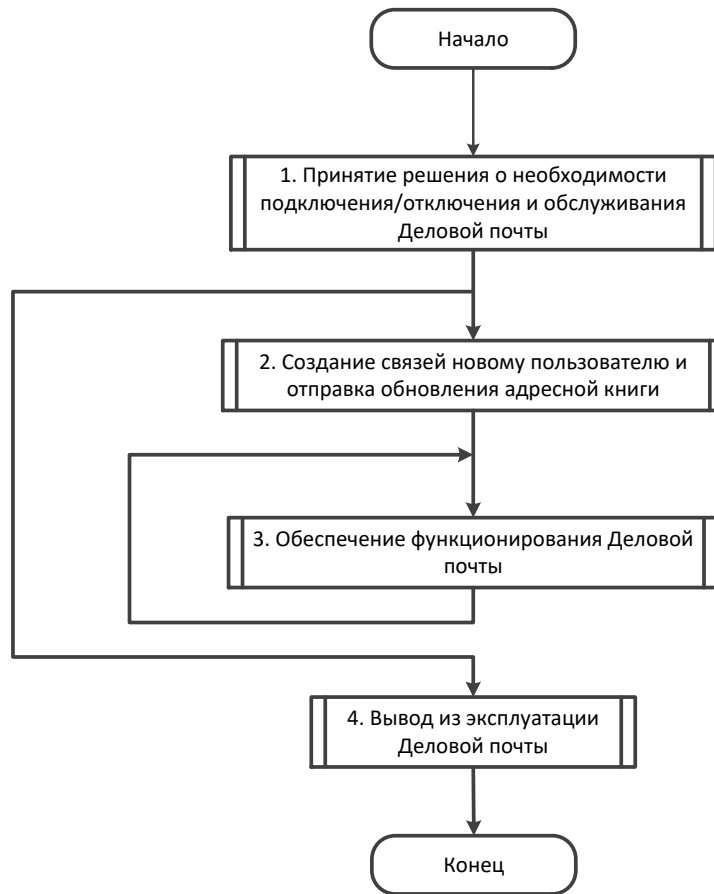 Начало
1. Принятие решения о необходимости
подключения/отключения и обслуживания
Деловой почты
2. Создание связей новому пользователю и
отправка обновления адресной книги
3. Обеспечение функционирования Деловой
почты
4. Вывод из эксплуатации
Деловой почты
Конец